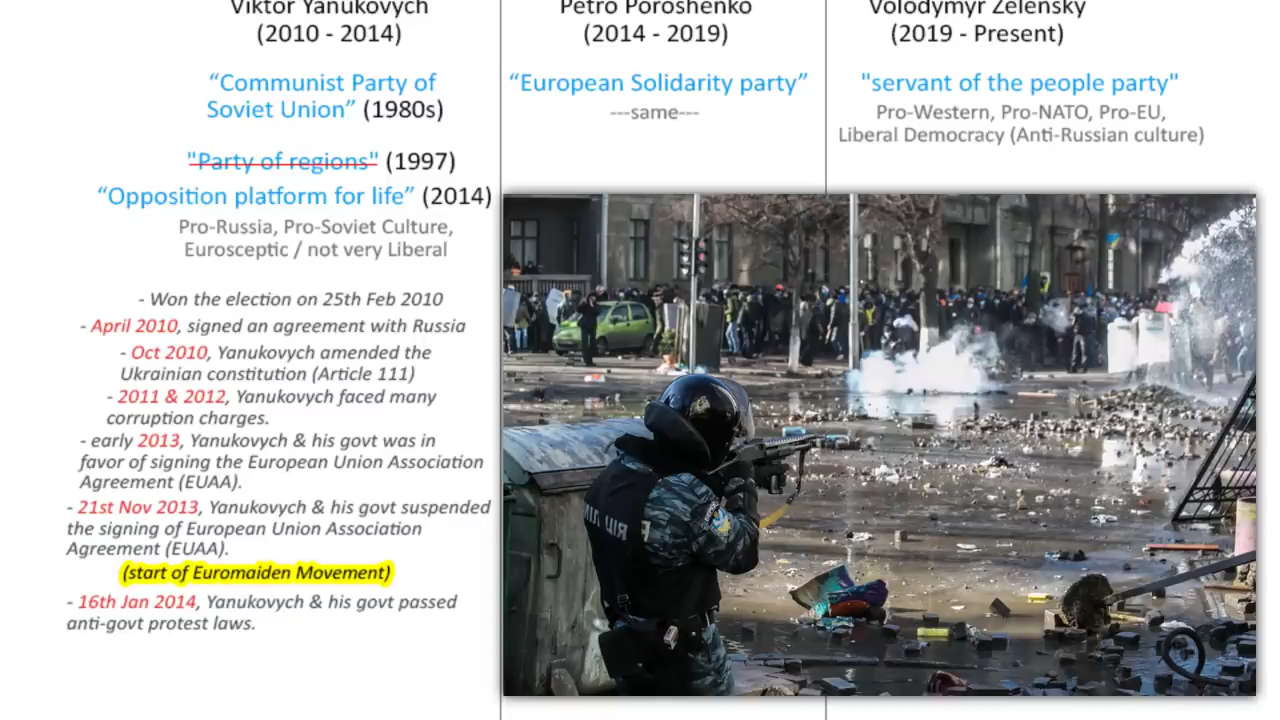 Viktor Yanukovych
(2010 - 2014)
“Communist Party of
Soviet Union” (1980s)
"Party of regions" (1997)
“Opposition platform for life” (2014)
Pro-Russia, Pro-Soviet Culture,
Eurosceptic / not very Liberal
- Won the election on 25th Feb 2010
- April 2010, signed an agreement with Russia
- Oct 2010, Yanukovych amended the
Ukrainian constitution (Article 111)
- 2011 & 2012, Yanukovych faced many
corruption charges.
- early 2013, Yanukovych & his govt was in
favor of signing the European Union Association
Agreement (EUAA).
- 21st Nov 2013, Yanukovych & his govt suspended
the signing of European Union Association
Agreement (EUAA).
(start of Euromaiden Movement)
- 16th Jan 2014, Yanukovych & his govt passed
anti-govt protest laws.
Petro Poroshenko
(2014 - 2019)
“European Solidarity party”
---same---
Volodymyr Zelensky
(2019 - Present)
"servant of the people party"
Pro-Western, Pro-NATO, Pro-EU,
Liberal Democracy (Anti-Russian culture)